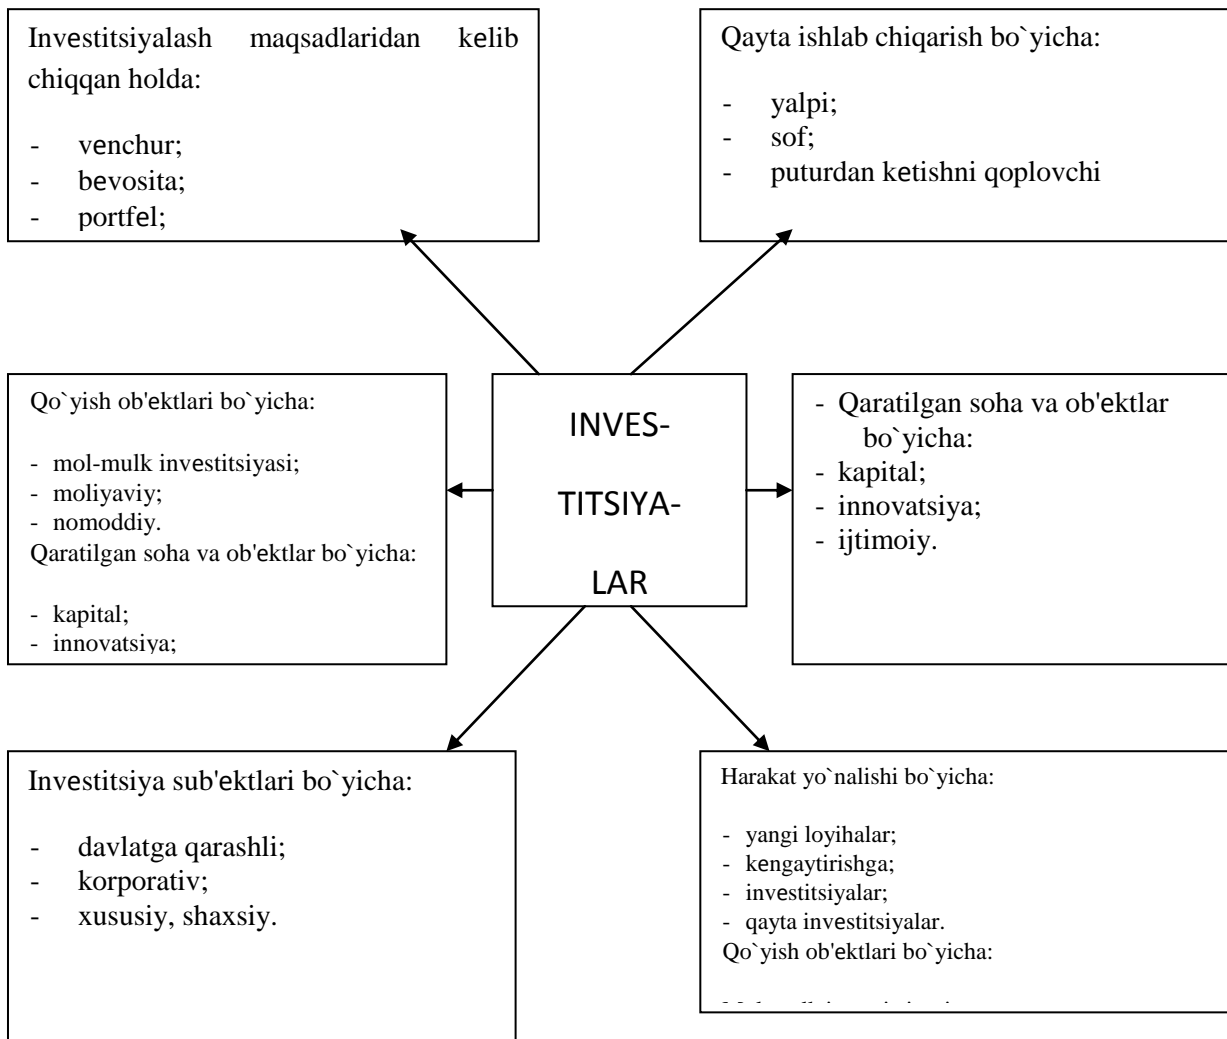 Investitsiyalash maqsadlaridan kelib
chiqqan holda:
- venchur;
- bevosita;
- portfel;
Qayta ishlab chiqarish bo`yicha:
- yalpi;
- sof;
- puturdan ketishni qoplovchi
Qo`yish ob'ektlari bo`yicha:
- mol-mulk investitsiyasi;
- moliyaviy;
- nomoddiy.
Qaratilgan soha va ob'ektlar bo`yicha:
- kapital;
- innovatsiya;
INVES-
TITSIYA-
LAR
- Qaratilgan soha va ob'ektlar
bo`yicha:
- kapital;
- innovatsiya;
- ijtimoiy.
Investitsiya sub'ektlari bo`yicha:
- davlatga qarashli;
- korporativ;
- xususiy, shaxsiy.
Harakat yo`nalishi bo`yicha:
- yangi loyihalar;
- kengaytirishga;
- investitsiyalar;
- qayta investitsiyalar.
Qo`yish ob'ektlari bo`yicha: